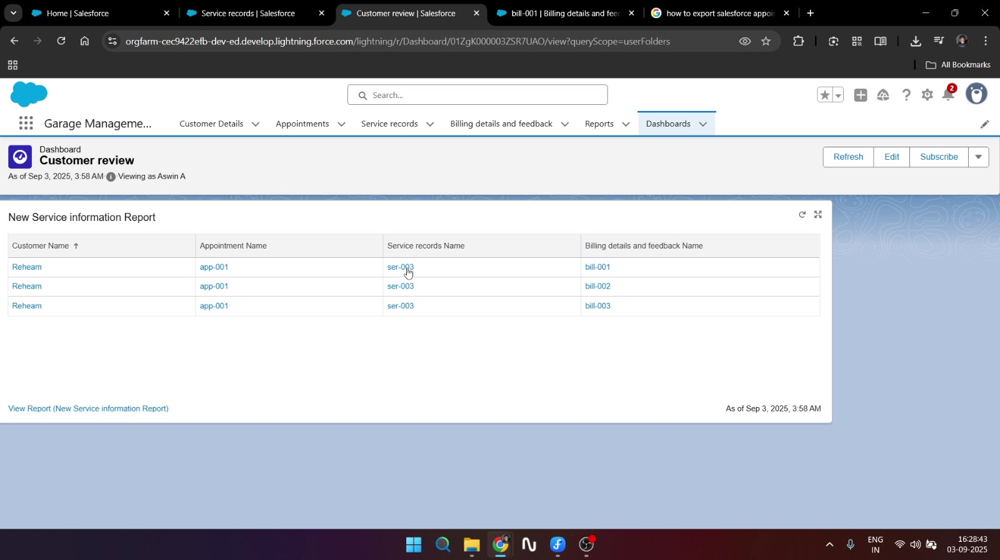 Home | Salesforce
Service records | Salesforce
Customer review | Salesforce
bill-001 | Billing details and feec
how to export salesforce appoi
orgfarm-cec9422efb-dev-ed.develop.lightning.force.com/lightning/r/Dashboard/01ZgK000003ZSR7UAO/view?queryScope=userFolders
All Bookmarks
Search...
2
Garage Manageme...
Customer Details
Appointments
Service records
Billing details and feedback
Reports
Dashboards
Dashboard
Customer review
As of Sep 3, 2025, 3:58 AM Viewing as Aswin A
Refresh
Edit
Subscribe
New Service information Report
Customer Name ↑ Appointment Name Service records Name Billing details and feedback Name
Reheam app-001 ser-003 bill-001
Reheam app-001 ser-003 bill-002
Reheam app-001 ser-003 bill-003
View Report (New Service information Report)
As of Sep 3, 2025, 3:58 AM
ENG
IN
16:28:43
03-09-2025